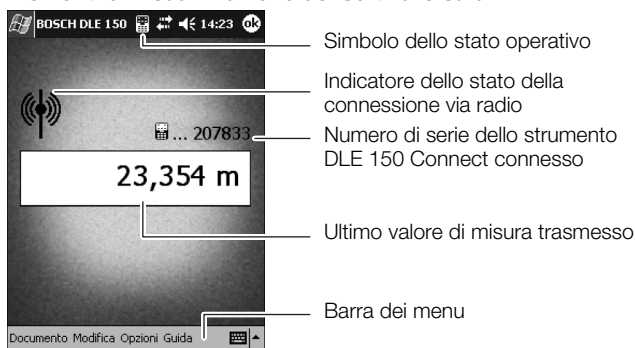 BOSCH DLE 150 14:23 ok
Simbolo dello stato operativo
Indicatore dello stato della
connessione via radio
... 207833
Numero di serie dello strumento
DLE 150 Connect connesso
23,354 m
Ultimo valore di misura trasmesso
Barra dei menu
Documento Modifica Opzioni Guida